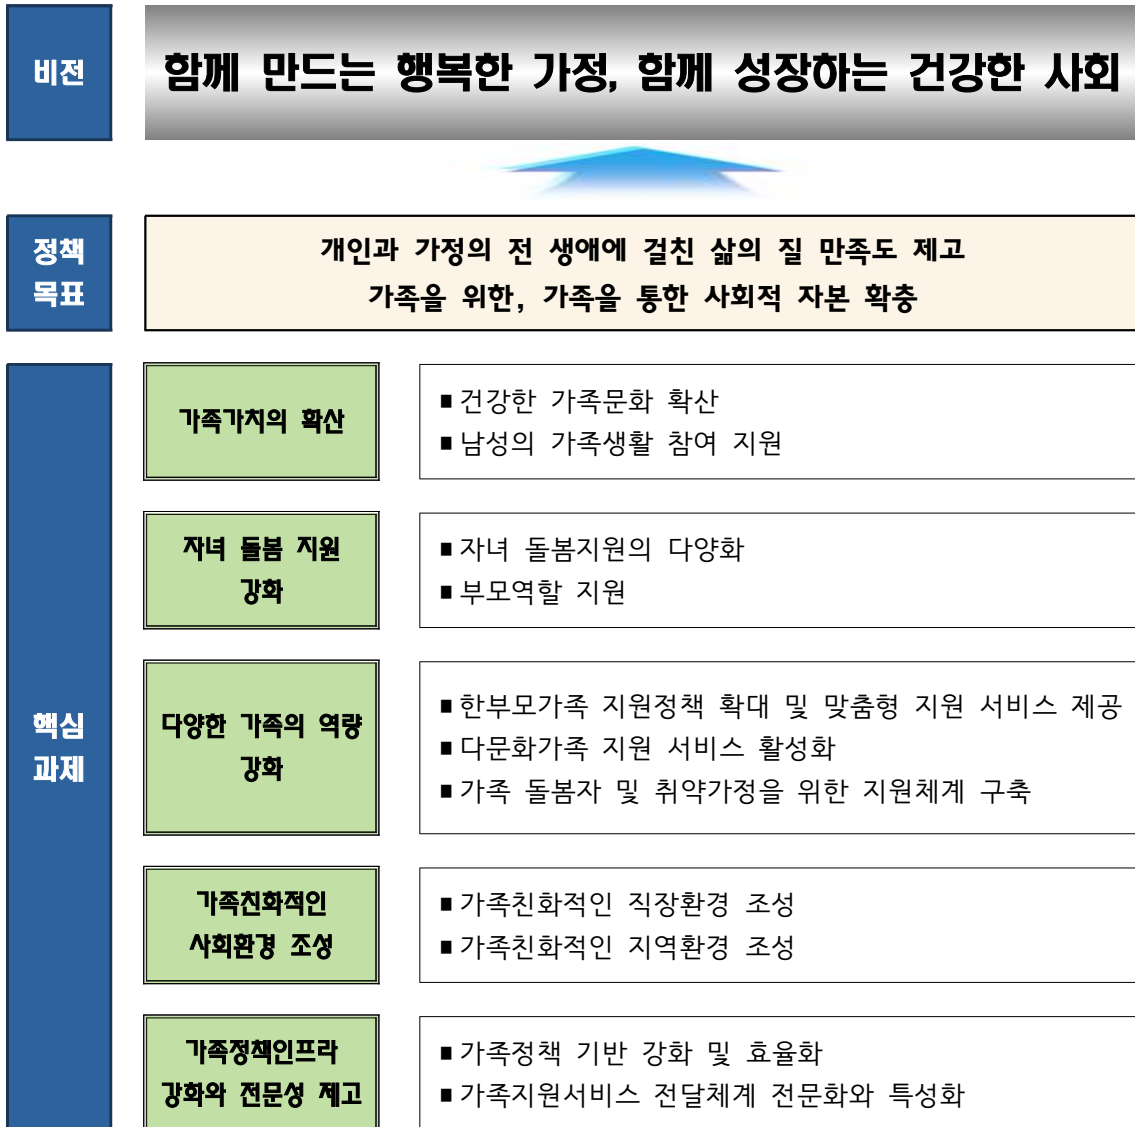 비전
함께 만드는 행복한 가정, 함께 성장하는 건강한 사회
정책
목표
개인과 가정의 전 생애에 걸친 삶의 질 만족도 제고
가족을 위한, 가족을 통한 사회적 자본 확충
핵심
과제
가족가치의 확산
■건강한 가족문화 확산
■남성의 가족생활 참여 지원
자녀 돌봄 지원
강화
■자녀 돌봄지원의 다양화
■부모역할 지원
다양한 가족의 역량
강화
■한부모가족 지원정책 확대 및 맞춤형 지원 서비스 제공
■다문화가족 지원 서비스 활성화
■가족 돌봄자 및 취약가정을 위한 지원체계 구축
가족친화적인
사회환경 조성
■가족친화적인 직장환경 조성
■가족친화적인 지역환경 조성
가족정책인프라
강화와 전문성 제고
■가족정책 기반 강화 및 효율화
■가족지원서비스 전달체계 전문화와 특성화